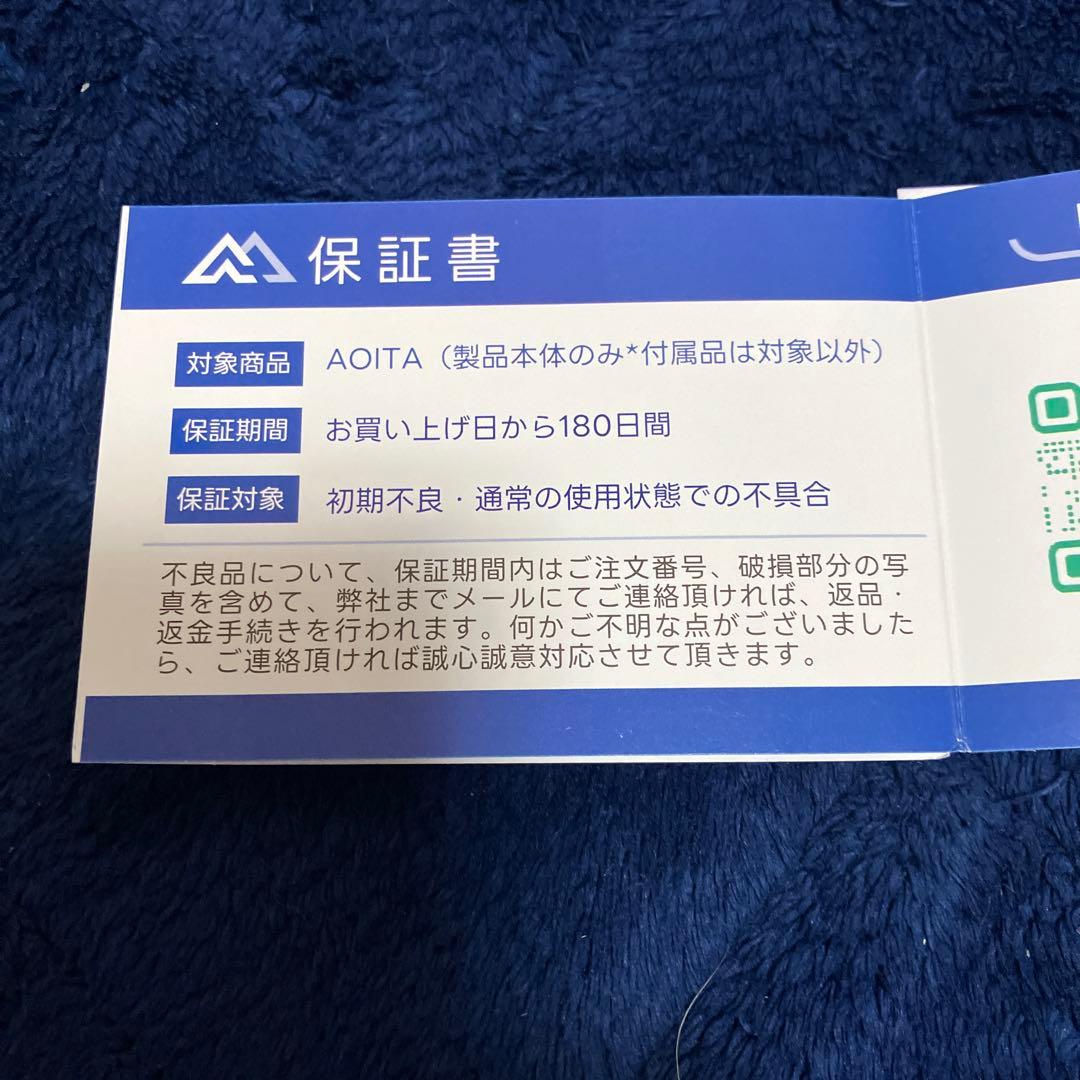 保証書
対象商品 AOITA（製品本体のみ*付属品は対象以外）
保証期間 お買い上げ日から180日間
保証対象 初期不良・通常の使用状態での不具合
不良品について、保証期間内はご注文番号、破損部分の写
真を含めて、弊社までメールにてご連絡頂ければ、返品・
返金手続きを行われます。何かご不明な点がございました
ら、ご連絡頂ければ誠心誠意対応させて頂きます。